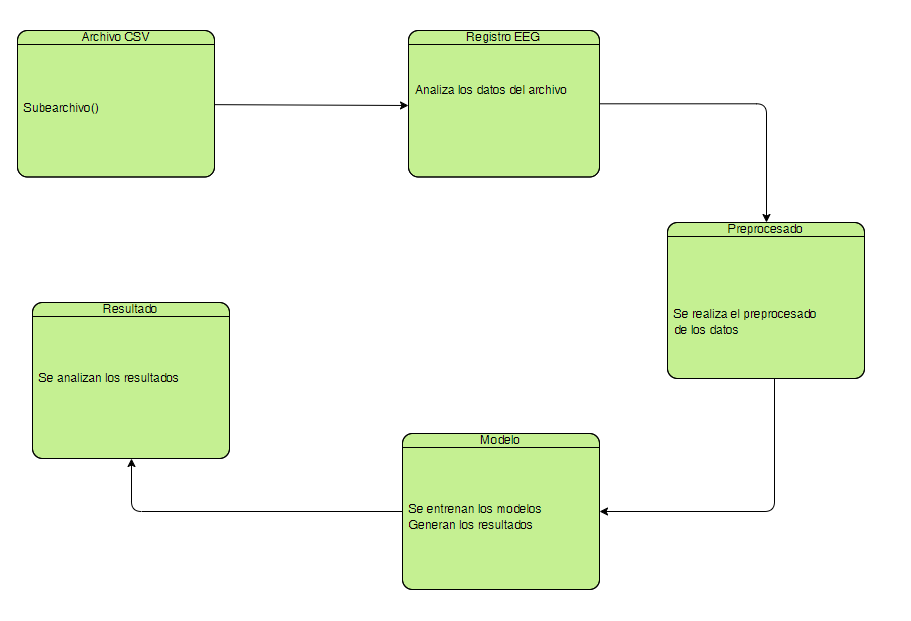 Archivo CSV
Subearchivo()
Registro EEG
Analiza los datos del archivo
Preprocesado
Se realiza el preprocesado
de los datos
Modelo
Se entrenan los modelos
Generan los resultados
Resultado
Se analizan los resultados